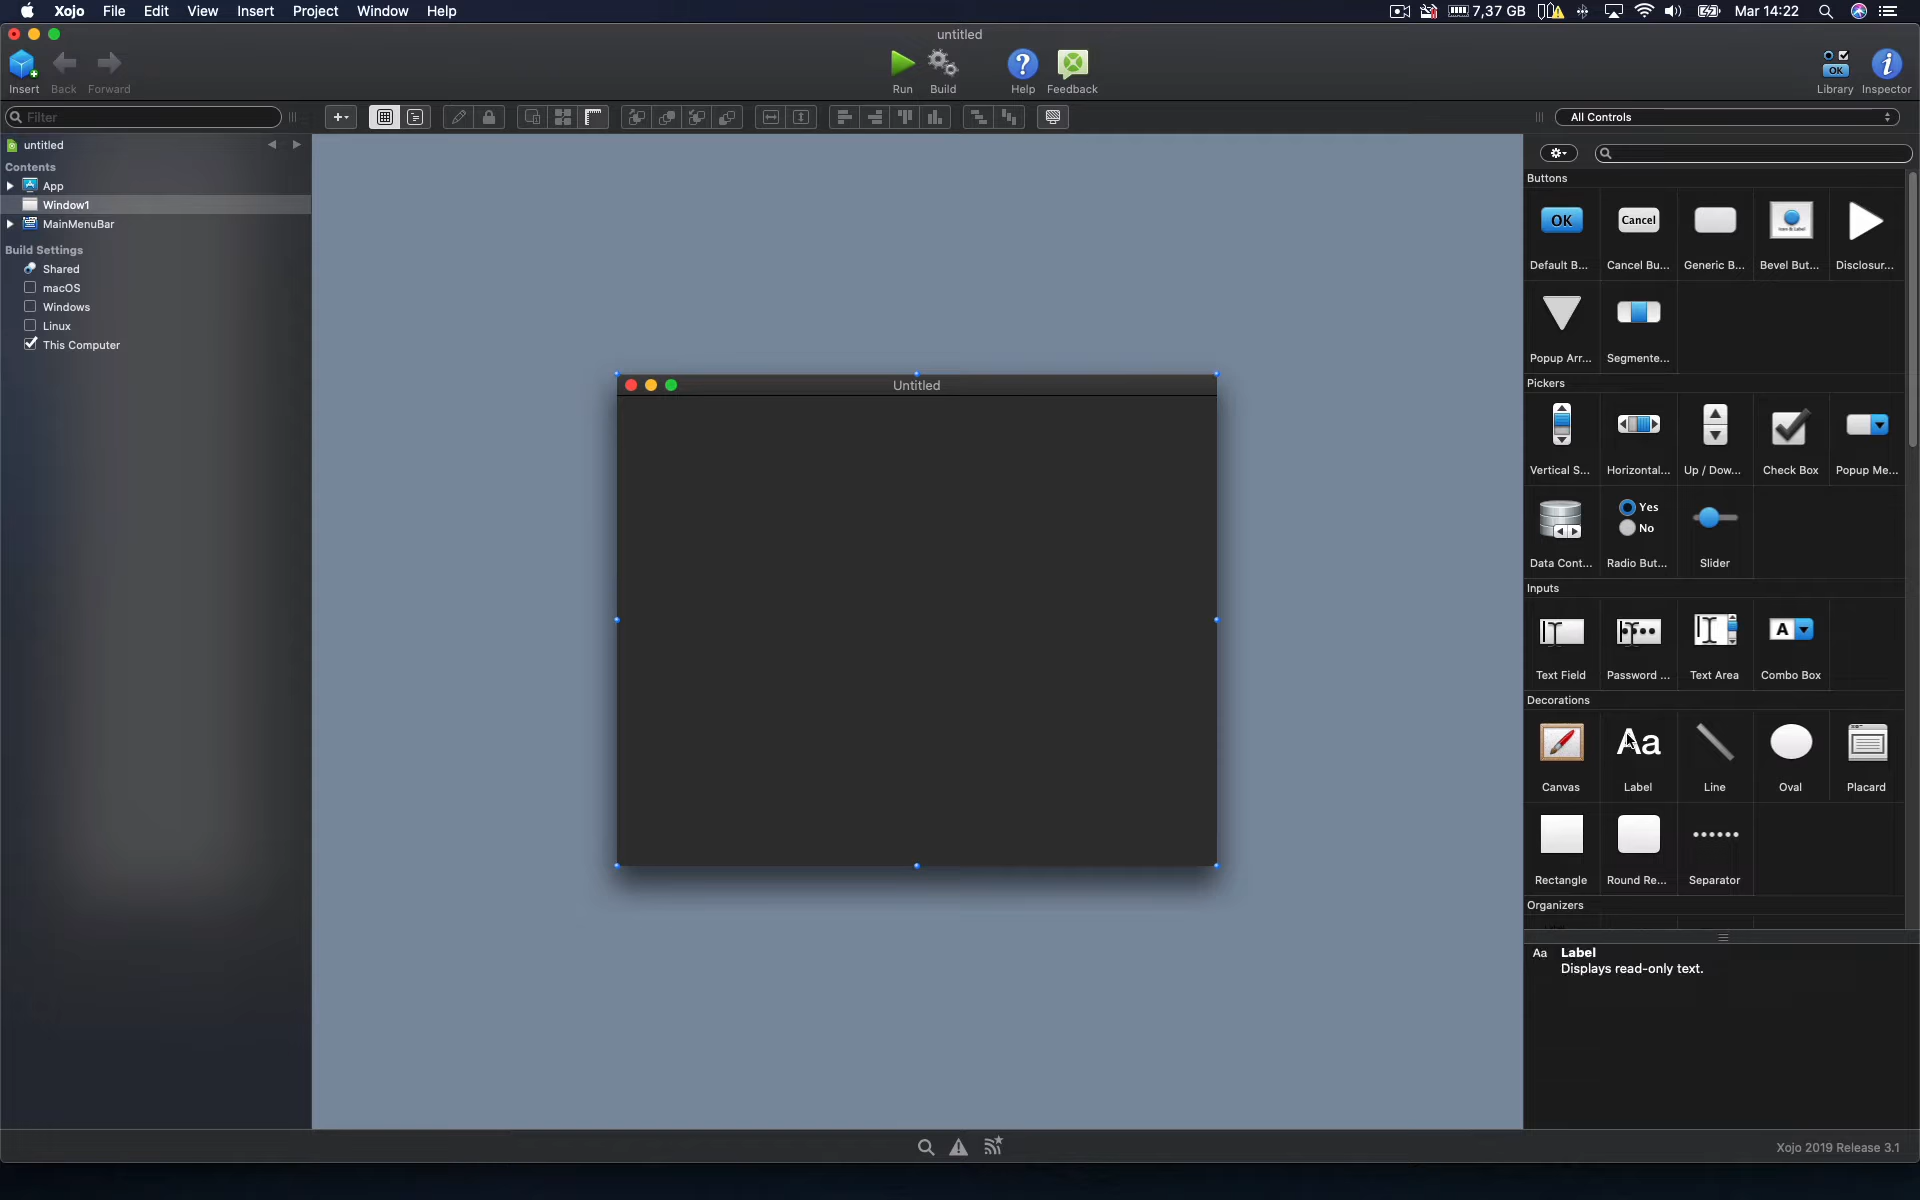 Xojo File Edit View Insert Project Window Help
7,37 GB Mar 14:22
untitled
Insert Back Forward
Run Build Help Feedback
OK
Library Inspector
Filter
All Controls
untitled
Contents
App
Window1
MainMenuBar
Build Settings
Shared
macOS
Windows
Linux
This Computer
Untitled
Buttons
OK Cancel
Default B... Cancel Bu... Generic B... Bevel But... Disclosur...
Popup Arr... Segmente...
Pickers
Vertical S... Horizontal... Up / Dow... Check Box Popup Me...
Yes
No
Data Cont... Radio But... Slider
Inputs
A
Text Field Password ... Text Area Combo Box
Decorations
Aa
Canvas Label Line Oval Placard
Rectangle Round Re... Separator
Organizers
Aa Label
Displays read-only text.
Xojo 2019 Release 3.1